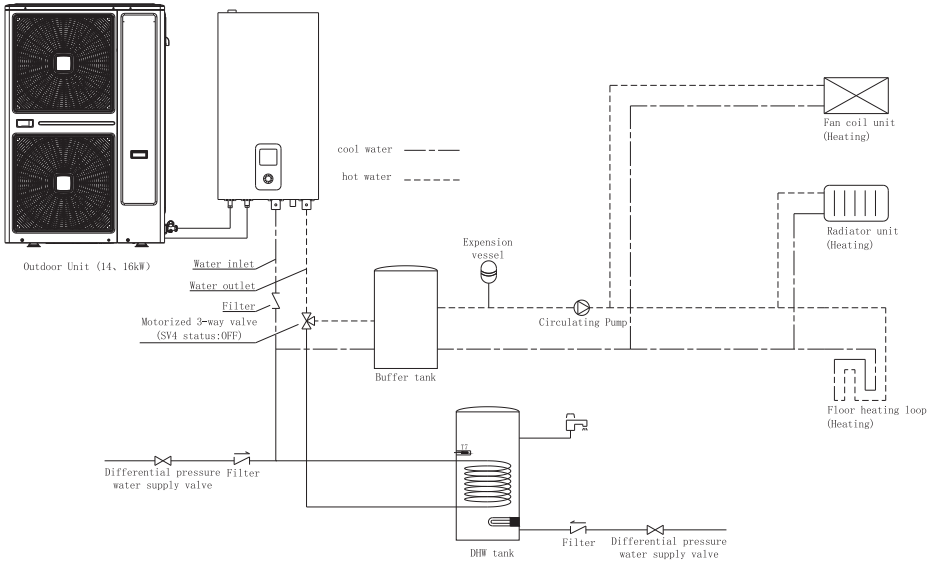 cool water
hot water
Fan coil unit
(Heating)
Radiator unit
(Heating)
Expension
vessel
Outdoor Unit (14、16kW)
Water inlet
Water outlet
Filter
Motorized 3-way valve
(SV4 status:OFF)
Circulating Pump
Buffer tank
Floor heating loop
(Heating)
T7
Differential pressure
water supply valve
Filter
DHW tank
Filter
Differential pressure
water supply valve